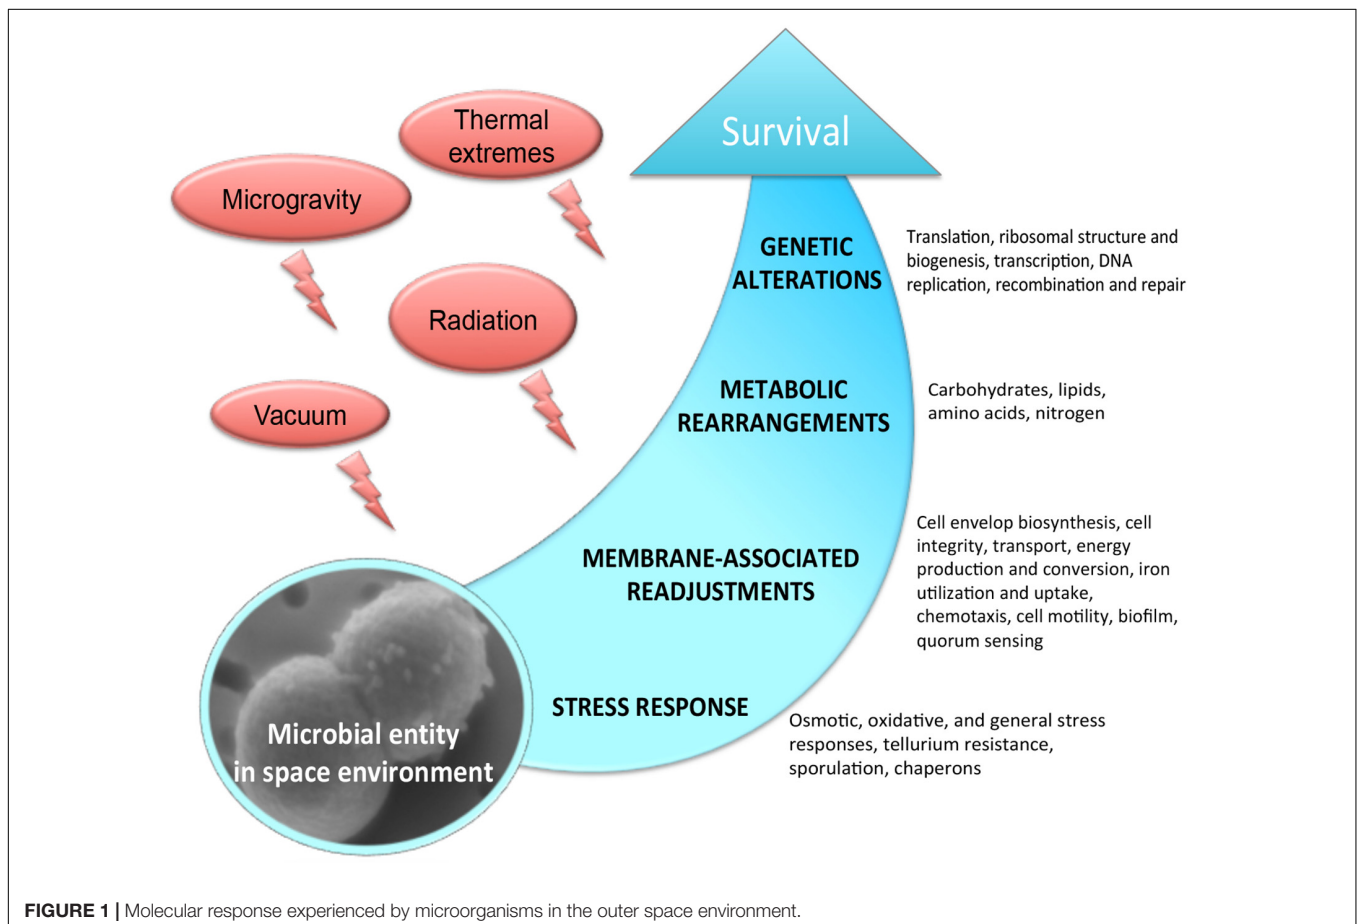 Thermal
extremes
Microgravity
Radiation
Vacuum
Survival
GENETIC
ALTERATIONS
Translation, ribosomal structure and
biogenesis, transcription, DNA
replication, recombination and repair
METABOLIC
REARRANGEMENTS
Carbohydrates, lipids,
amino acids, nitrogen
MEMBRANE-ASSOCIATED
READJUSTMENTS
Cell envelop biosynthesis, cell
integrity, transport, energy
production and conversion, iron
utilization and uptake,
chemotaxis, cell motility, biofilm,
quorum sensing
STRESS RESPONSE
Osmotic, oxidative, and general stress
responses, tellurium resistance,
sporulation, chaperons
Microbial entity
in space environment
FIGURE 1 | Molecular response experienced by microorganisms in the outer space environment.